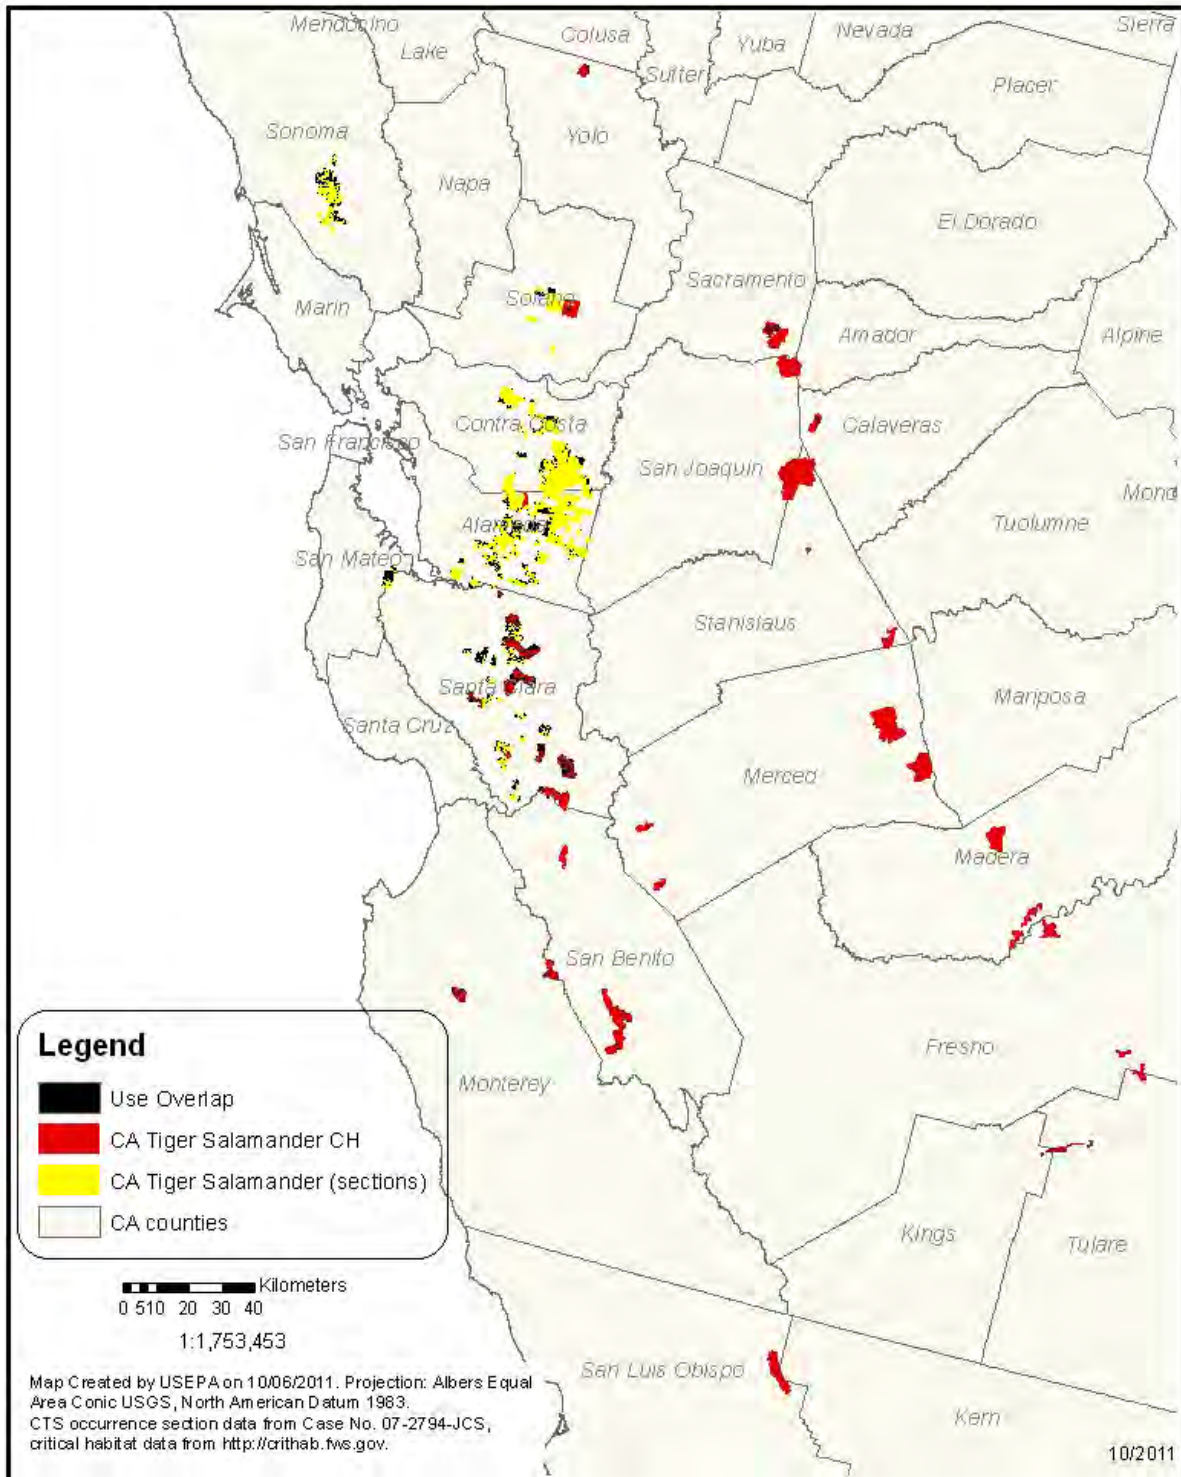 Mendocino
Colusa
Nevada
Sierra
Lake
Yuba
Sutter
Placer
Sonoma
Yolo
Napa
El Dorado
Sacramento
Solano
Marin
Amador
Alpine
Contra Costa
Calaveras
San Francisco
San Joaquin
Mono
Alameda
Tuolumne
San Mateo
Stanislaus
Santa Clara
Mariposa
Santa Cruz
Merced
Madera
San Benito
Fresno
Monterey
Legend
Use Overlap
CA Tiger Salamander CH
CA Tiger Salamander (sections)
CA counties
Kings
Tulare
Kilometers
0 5 10 20 30 40
1:1,753,453
San Luis Obispo
Kern
Map Created by USEPA on 10/06/2011. Projection: Albers Equal
Area Conic USGS, North American Datum 1983.
CTS occurrence section data from Case No. 07-2794-JCS,
critical habitat data from http://crithab.fws.gov.
10/2011